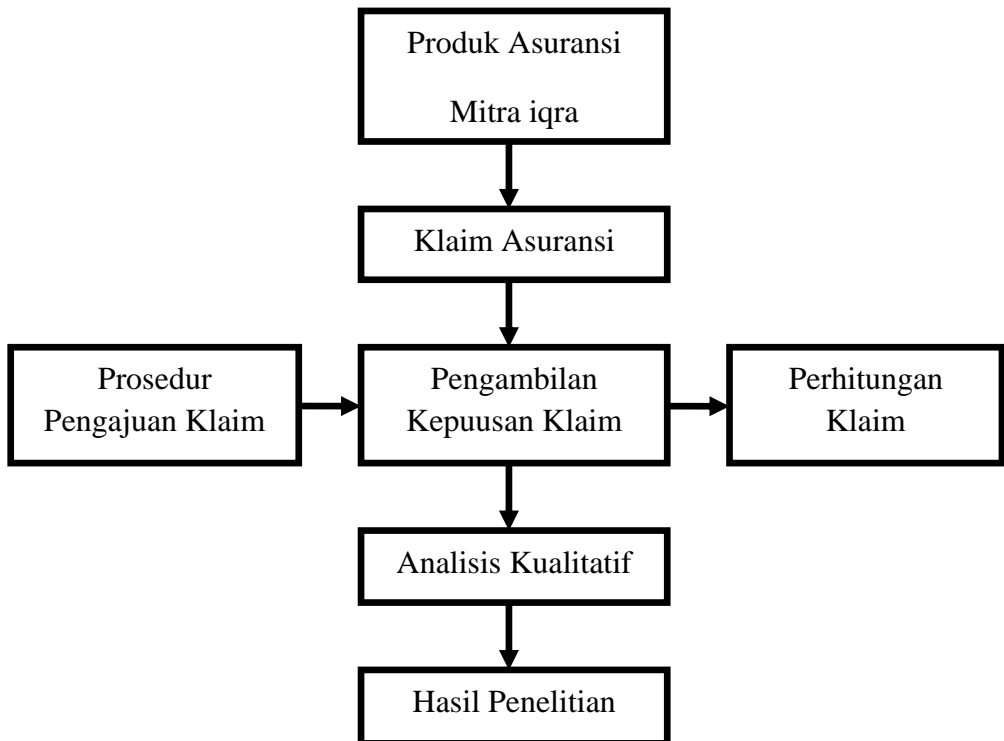 Produk Asuransi
Mitra iqra
Klaim Asuransi
Prosedur
Pengajuan Klaim
Pengambilan
Kepuusan Klaim
Perhitungan
Klaim
Analisis Kualitatif
Hasil Penelitian